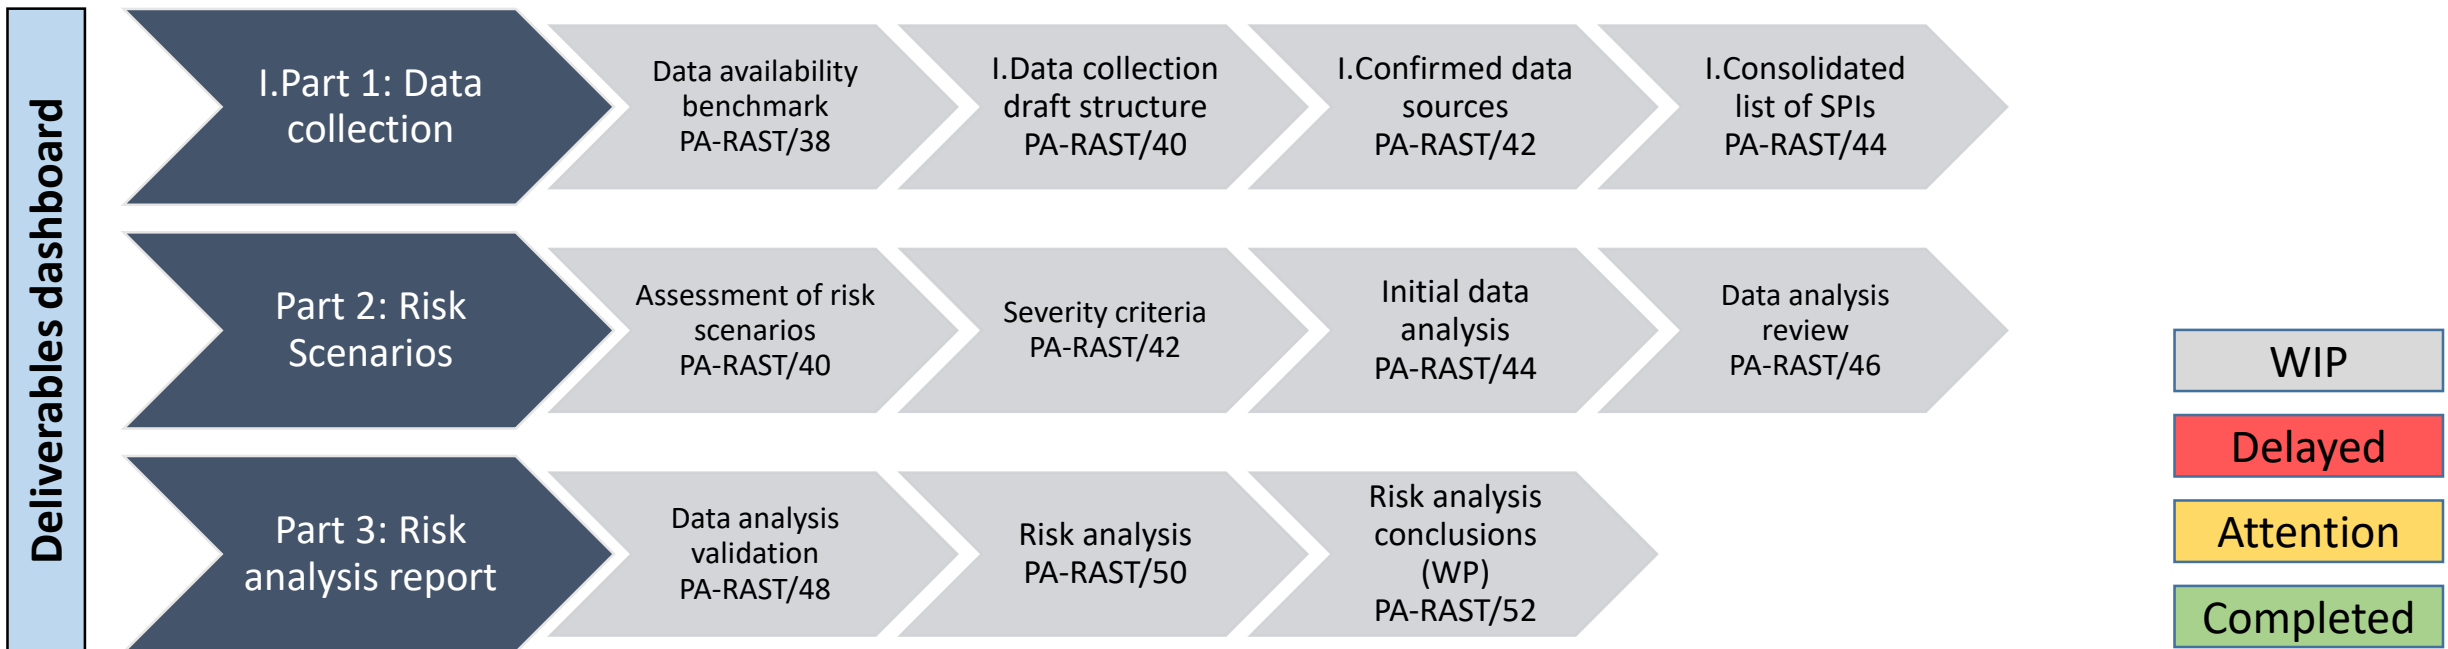 Deliverables dashboard
I.Part 1: Data
collection
Data availability
benchmark
PA-RAST/38
I.Data collection
draft structure
PA-RAST/40
I.Confirmed data
sources
PA-RAST/42
I.Consolidated
list of SPIs
PA-RAST/44
Part 2: Risk
Scenarios
Assessment of risk
scenarios
PA-RAST/40
Severity criteria
PA-RAST/42
Initial data
analysis
PA-RAST/44
Data analysis
review
PA-RAST/46
Part 3: Risk
analysis report
Data analysis
validation
PA-RAST/48
Risk analysis
PA-RAST/50
Risk analysis
conclusions
(WP)
PA-RAST/52
WIP
Delayed
Attention
Completed